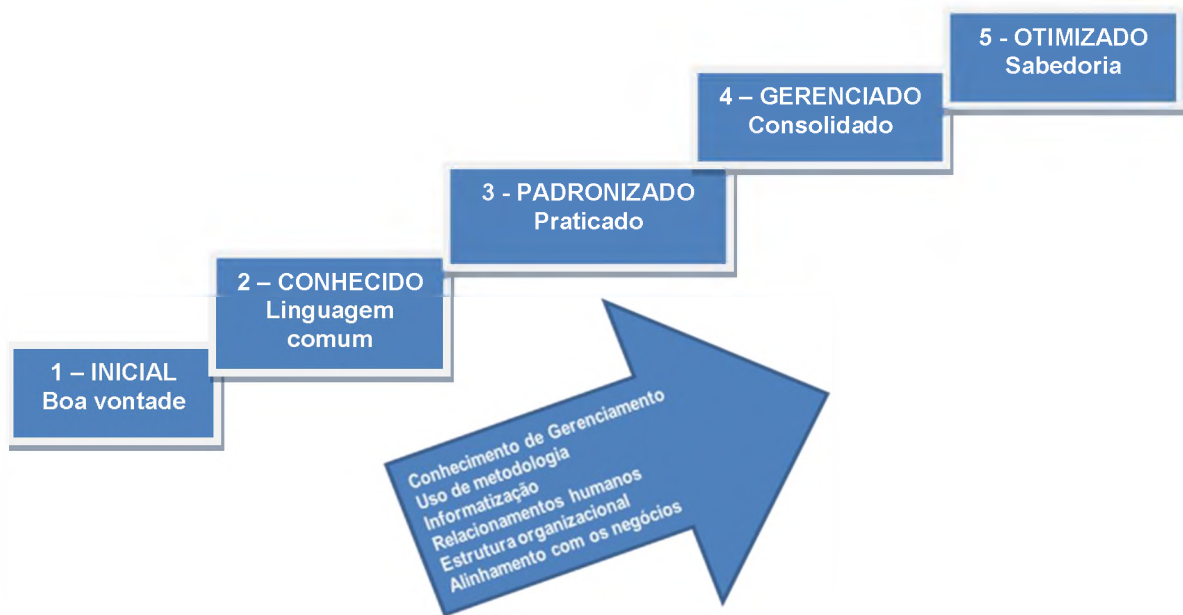 5 - OTIMIZADO
Sabedoria
4 – GERENCIADO
Consolidado
3 - PADRONIZADO
Praticado
2 – CONHECIDO
Linguagem
comum
1 – INICIAL
Boa vontade
Conhecimento de Gerenciamento
Uso de metodologia
Informatização
Relacionamentos humanos
Estrutura organizacional
Alinhamento com os negócios